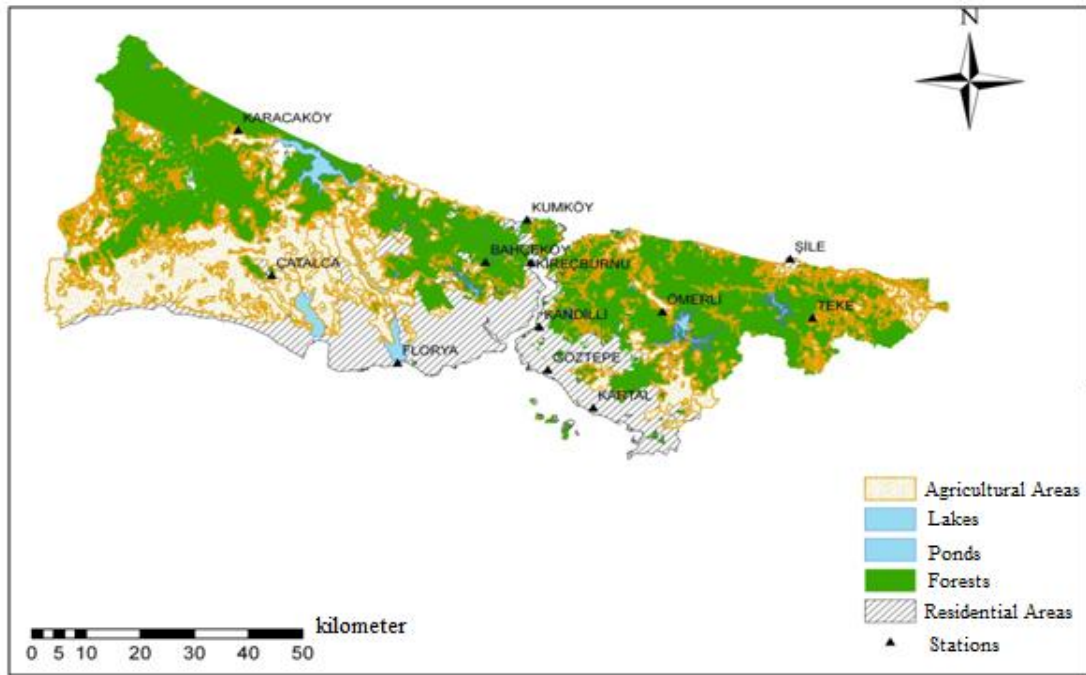 N
KARACAKÖY
KUMKÖY
BAHÇEKÖY
KİREÇBURNU
ŞİLE
ÇATALCA
ÖMERLİ
TEKE
KANDİLLİ
FLORYA
GÖZTEPE
KARTAL
Agricultural Areas
Lakes
Ponds
Forests
Residential Areas
Stations
kilometer
0 5 10 20 30 40 50